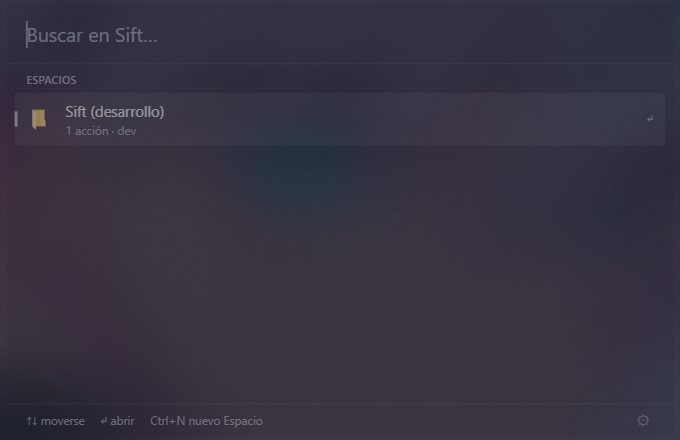 Buscar en Sift...
ESPACIOS
Sift (desarrollo)
1 acción · dev
↑↓ moverse ↵ abrir Ctrl+N nuevo Espacio